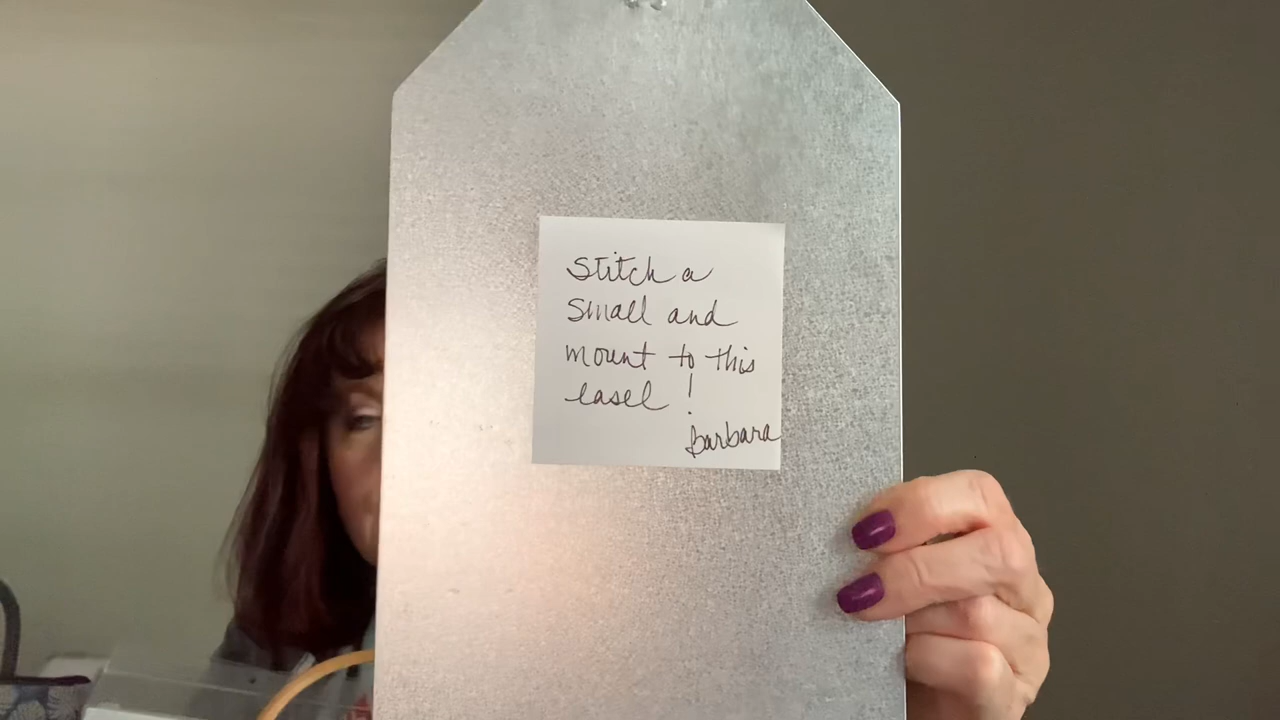 Stitch a
small and
mount to this
easel !
Barbara